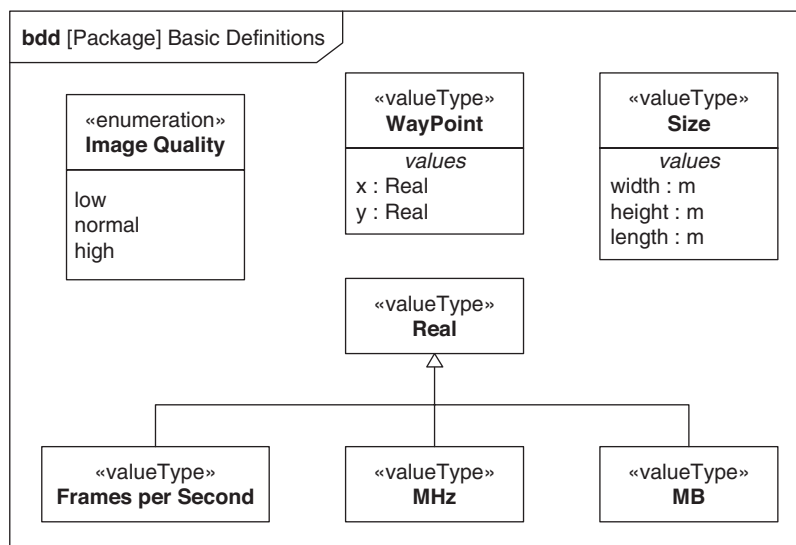 bdd [Package] Basic Definitions
«enumeration»
Image Quality
low
normal
high
«valueType»
WayPoint
values
x : Real
y : Real
«valueType»
Size
values
width : m
height : m
length : m
«valueType»
Real
«valueType»
Frames per Second
«valueType»
MHz
«valueType»
MB